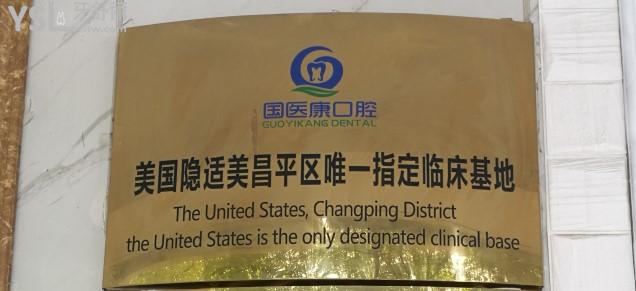 国医康口腔
GUOYIKANG DENTAL
美国隐适美昌平区唯一指定临床基地
The United States, Changping District
the United States is the only designated clinical base